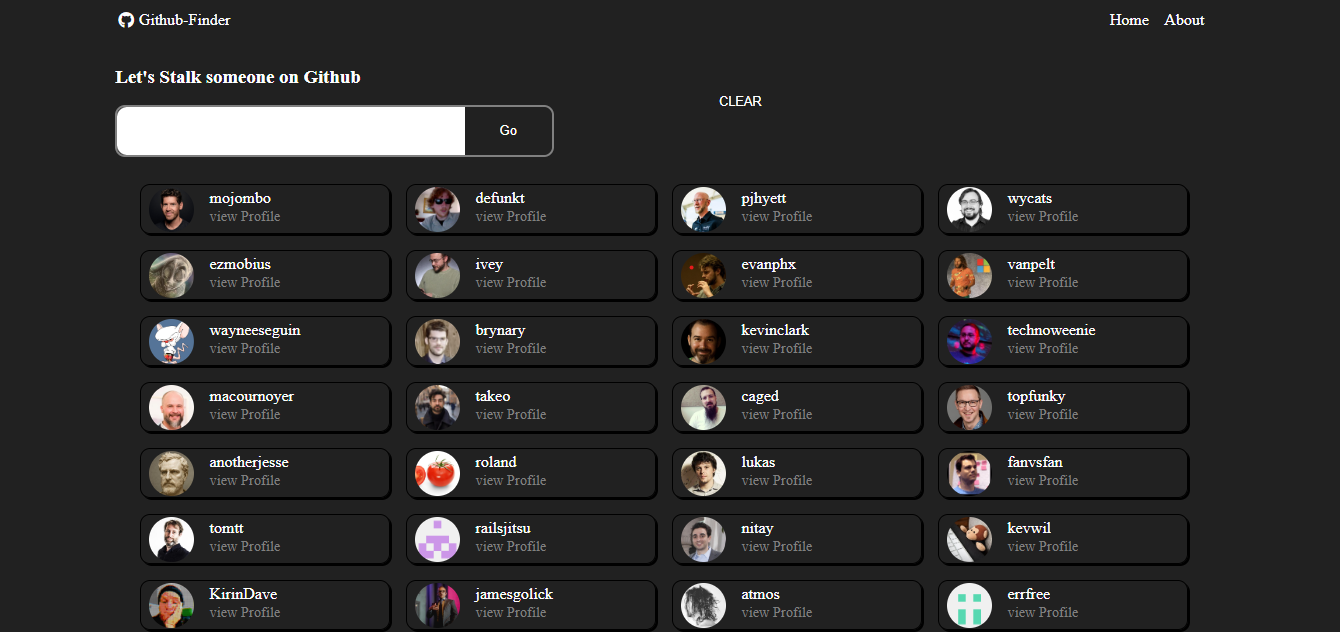 Github-Finder Home About
Let's Stalk someone on Github
CLEAR
Go
mojombo defunkt pjhyett wycats
view Profile view Profile view Profile view Profile
ezmobius ivey evanphx vanpelt
view Profile view Profile view Profile view Profile
wayneeseguin brynary kevinclark technoweenie
view Profile view Profile view Profile view Profile
macournoyer takeo caged topfunky
view Profile view Profile view Profile view Profile
anotherjesse roland lukas fanvsfan
view Profile view Profile view Profile view Profile
tomtt railsjitsu nitay kevwil
view Profile view Profile view Profile view Profile
KirinDave jamesgolick atmos errfree
view Profile view Profile view Profile view Profile